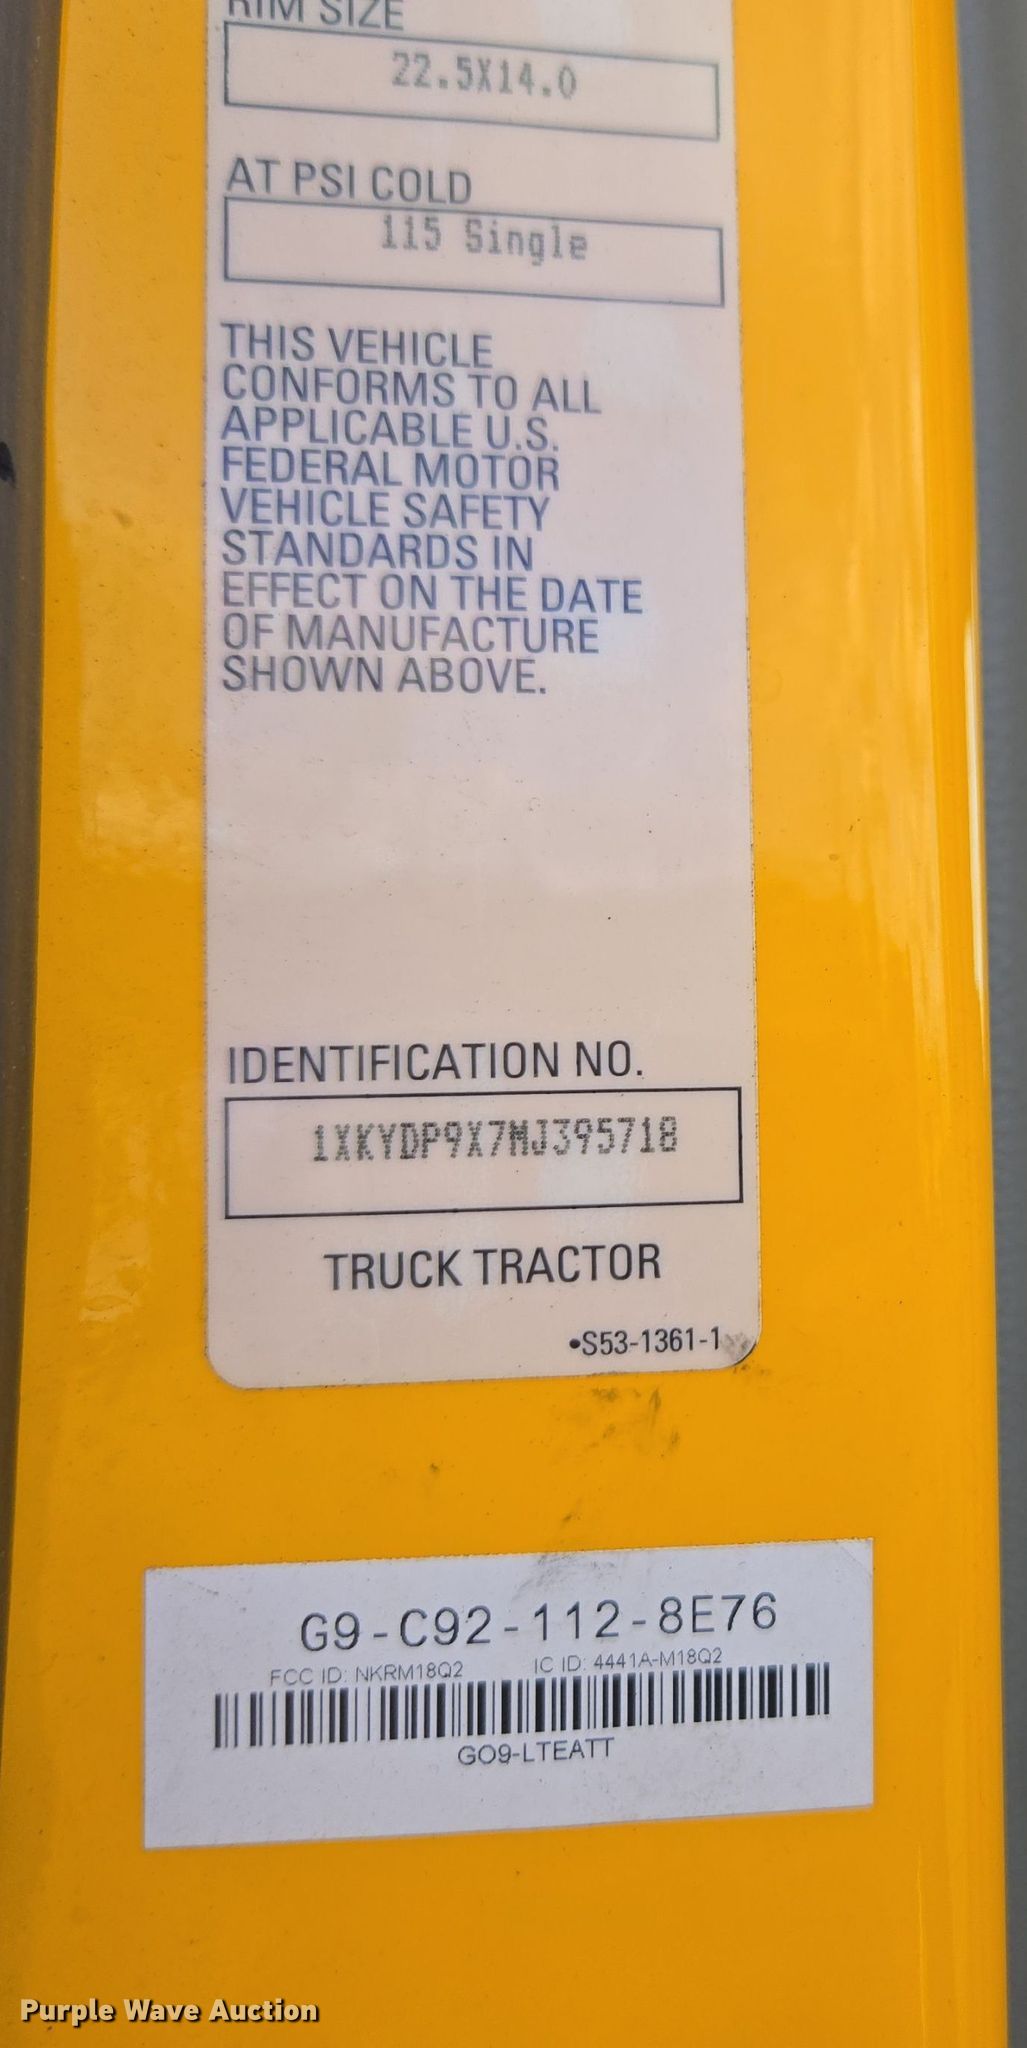 RIM SIZE
22.5X14.0
AT PSI COLD
115 Single
THIS VEHICLE
CONFORMS TO ALL
APPLICABLE U.S.
FEDERAL MOTOR
VEHICLE SAFETY
STANDARDS IN
EFFECT ON THE DATE
OF MANUFACTURE
SHOWN ABOVE.
IDENTIFICATION NO.
1XKYDP9X7MJ395718
TRUCK TRACTOR
•S53-1361-1
G9-C92-112-8E76
FCC ID: NKRM18Q2 IC ID: 4441A-M18Q2
GO9-LTEATT
Purple Wave Auction